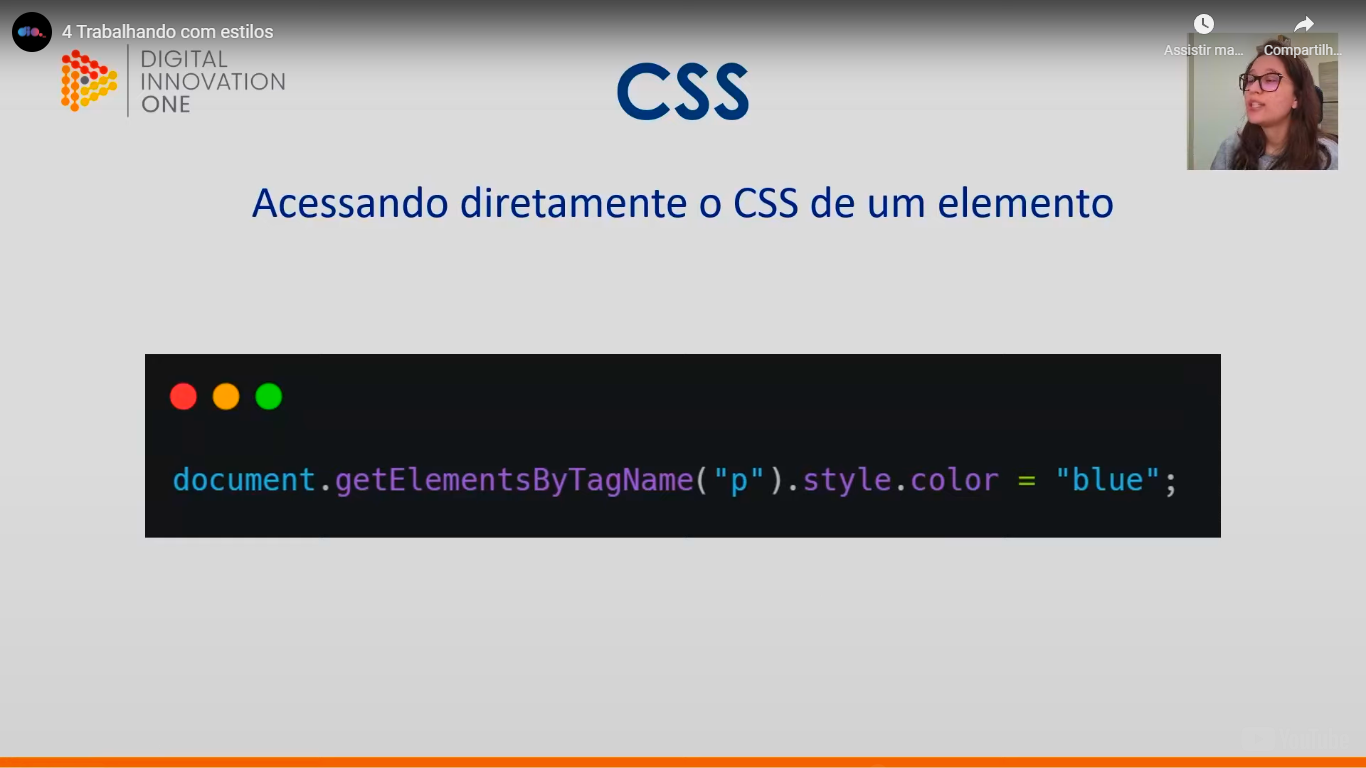 4 Trabalhando com estilos
Assistir ma...
Compartilh...
DIGITAL
INNOVATION
ONE
CSS
Acessando diretamente o CSS de um elemento
document.getElementsByTagName("p").style.color = "blue";